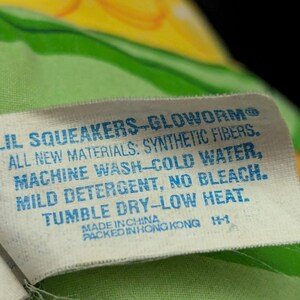 LIL SQUEAKERS-GLOWORM®
ALL NEW MATERIALS: SYNTHETIC FIBERS.
MACHINE WASH-COLD WATER,
MILD DETERGENT, NO BLEACH.
TUMBLE DRY-LOW HEAT.
MADE IN CHINA
PACKED IN HONG KONG H-1